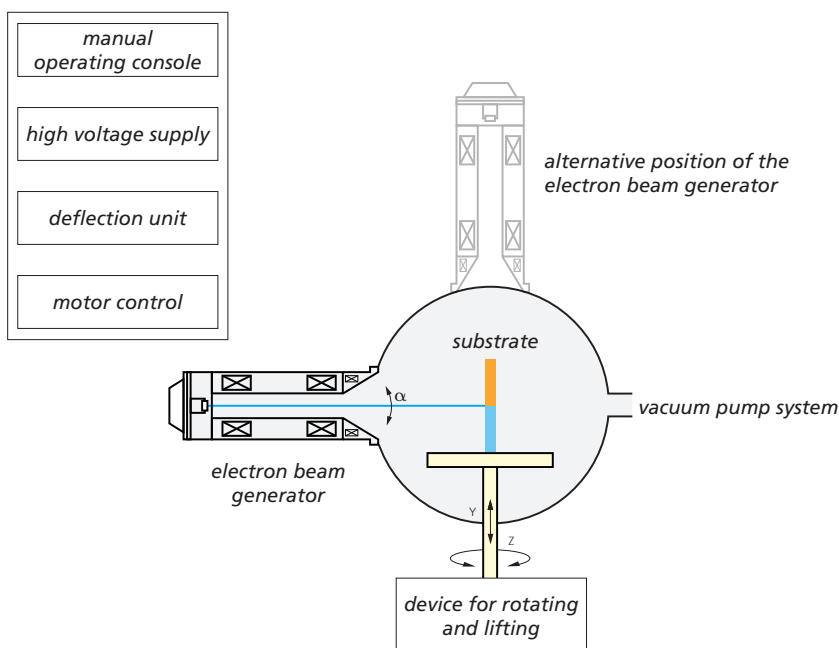 manual
operating console
high voltage supply
deflection unit
motor control
alternative position of the
electron beam generator
substrate
α
vacuum pump system
electron beam
generator
Y
Z
device for rotating
and lifting